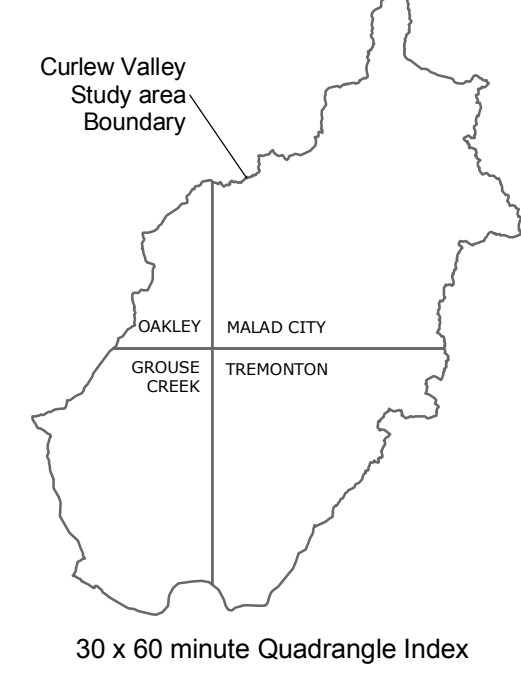 Curlew Valley
Study area
Boundary
OAKLEY
MALAD CITY
GROUSE
CREEK
TREMONTON
30 x 60 minute Quadrangle Index